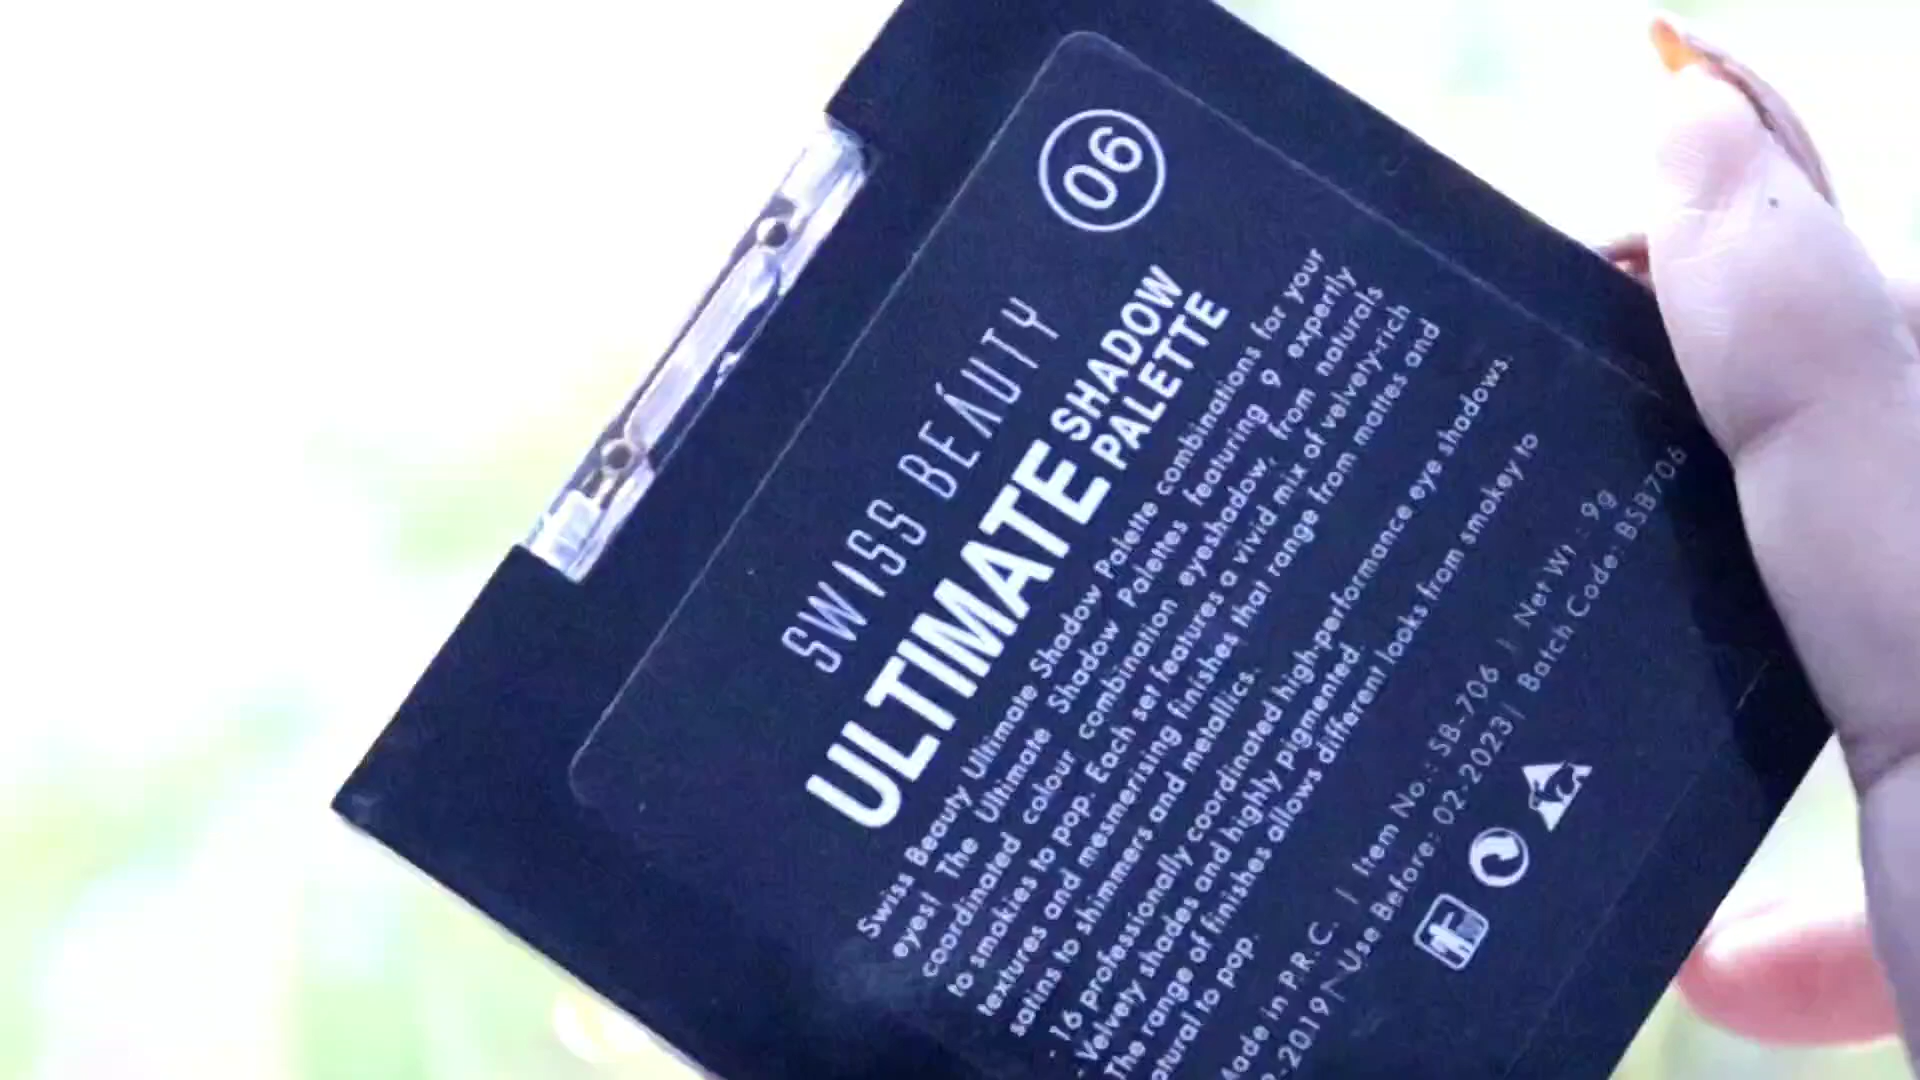 06
SWISS BEÁUTY
ULTIMATE SHADOW
PALETTE
Swiss Beauty Ultimate Shadow Palette combinations for your
eyes! The Ultimate Shadow Palettes featuring 9 expertly
coordinated colour combination eyeshadow, from naturals
to smokies to pop. Each set features a vivid mix of velvety-rich
textures and mesmerising finishes that range from mattes and
satins to shimmers and metallics.
- 16 professionally coordinated high-performance eye shadows.
- Velvety shades and highly pigmented.
The range of finishes allows different looks from smokey to
atural to pop.
Made in P.R.C. | Item No.: SB-706 | Net Wt : 9g
-2019 Use Before: 02-2023 | Batch Code: BSB706